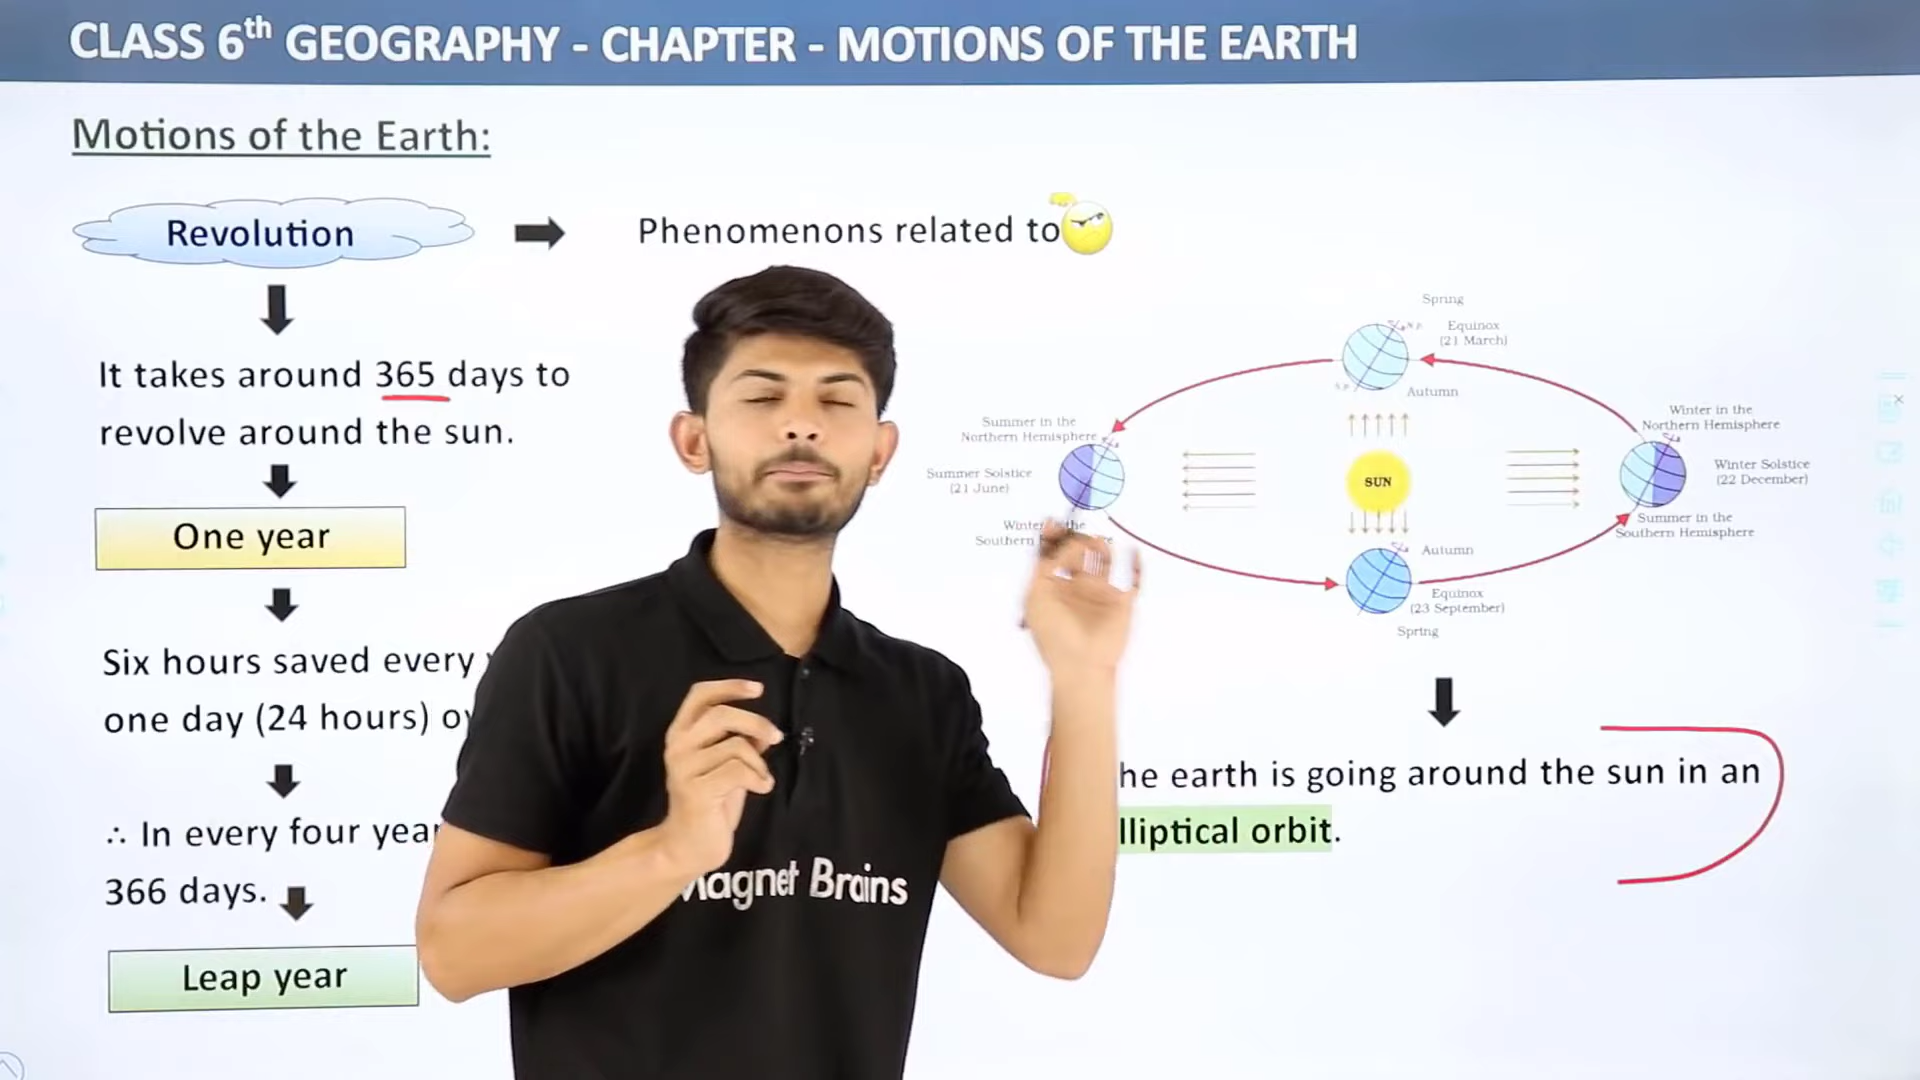 CLASS 6th GEOGRAPHY - CHAPTER - MOTIONS OF THE EARTH
Motions of the Earth:
Revolution
Phenomenons related to
It takes around 365 days to
revolve around the sun.
One year
Six hours saved every
one day (24 hours)
∴ In every four
366 days.
Leap year
Spring
Equinox
(21 March)
Autumn
Summer in the
Northern Hemisphere
Summer Solstice
(21 June)
Winter the
Southern
SUN
Winter in the
Northern Hemisphere
Winter Solstice
(22 December)
Summer in the
Southern Hemisphere
Autumn
Equinox
(23 September)
Spring
he earth is going around the sun in an
lliptical orbit.
Magnet Brains